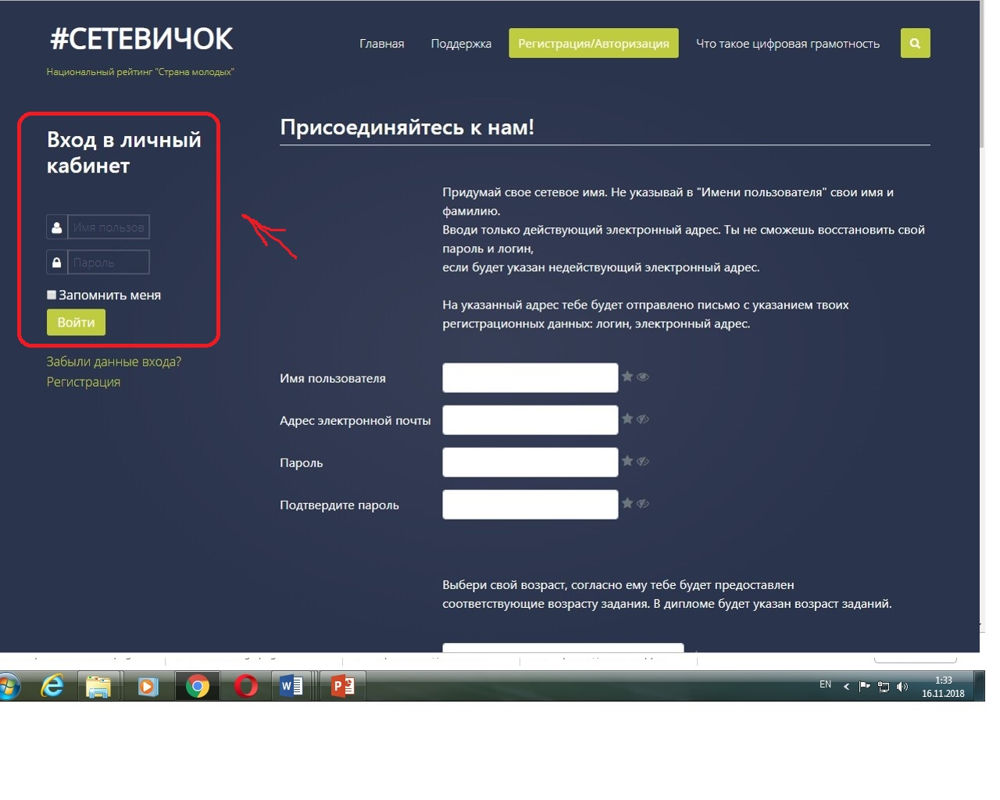 #СЕТЕВИЧОК
Национальный рейтинг "Страна молодых"
Главная
Поддержка
Регистрация/Авторизация
Что такое цифровая грамотность
Вход в личный
кабинет
Имя пользов
Пароль
Запомнить меня
Войти
Забыли данные входа?
Регистрация
Присоединяйтесь к нам!
Придумай свое сетевое имя. Не указывай в "Имени пользователя" свои имя и
фамилию.
Вводи только действующий электронный адрес. Ты не сможешь восстановить свой
пароль и логин,
если будет указан недействующий электронный адрес.
На указанный адрес тебе будет отправлено письмо с указанием твоих
регистрационных данных: логин, электронный адрес.
Имя пользователя
Адрес электронной почты
Пароль
Подтвердите пароль
Выбери свой возраст, согласно ему тебе будет предоставлен
соответствующие возрасту задания. В дипломе будет указан возраст заданий.
EN
1:33
16.11.2018